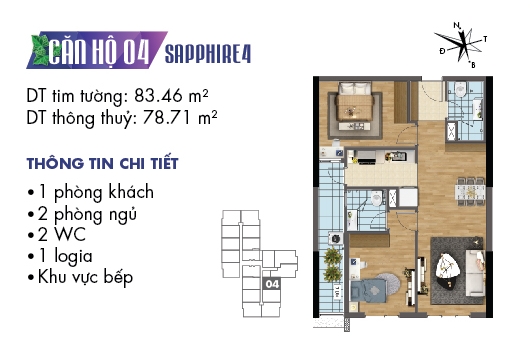 CĂN HỘ 04 SAPPHIRE4
DT tim tường: 83.46 m²
DT thông thuỷ: 78.71 m²
THÔNG TIN CHI TIẾT
• 1 phòng khách
• 2 phòng ngủ
• 2 WC
• 1 logia
• Khu vực bếp
04
N
T
Đ
B